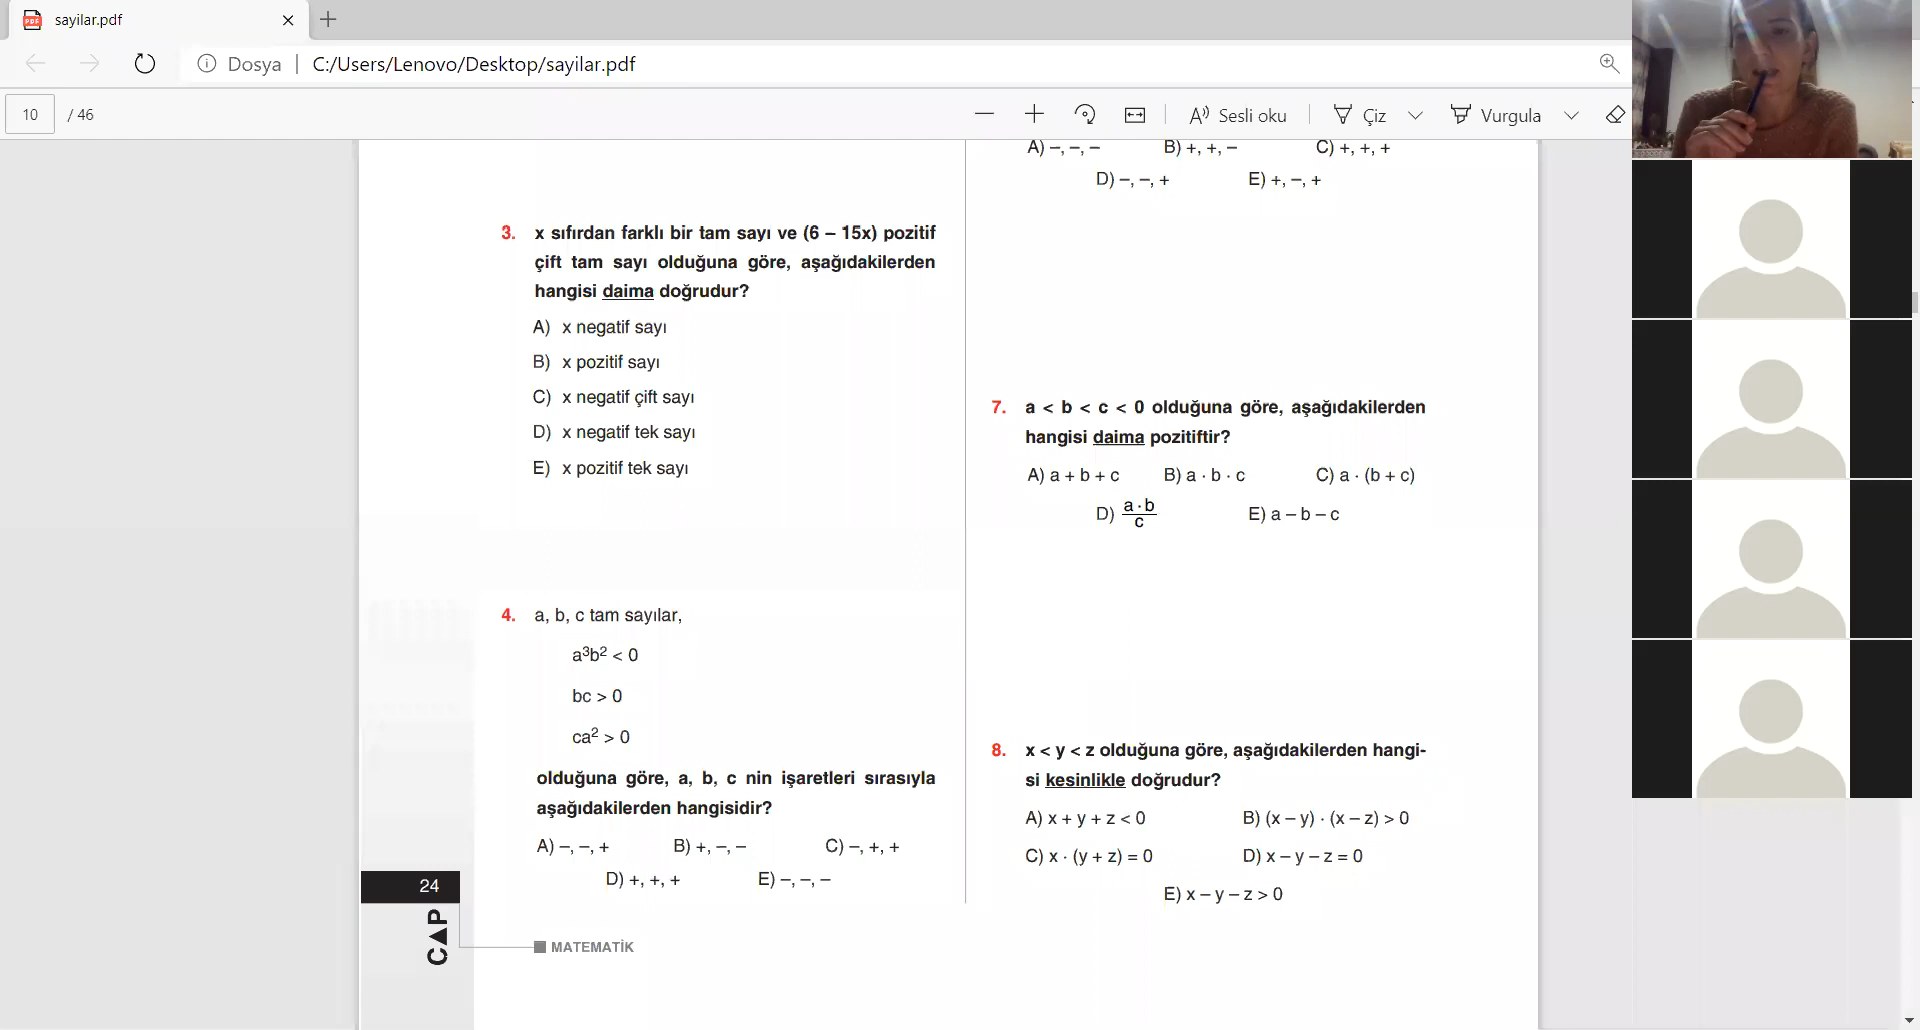 sayilar.pdf
Dosya | C:/Users/Lenovo/Desktop/sayilar.pdf
10 / 46
Sesli oku
Çiz
Vurgula
3. x sıfırdan farklı bir tam sayı ve (6 – 15x) pozitif
çift tam sayı olduğuna göre, aşağıdakilerden
hangisi daima doğrudur?
A) x negatif sayı
B) x pozitif sayı
C) x negatif çift sayı
D) x negatif tek sayı
E) x pozitif tek sayı
4. a, b, c tam sayılar,
a³b² < 0
bc > 0
ca² > 0
olduğuna göre, a, b, c nin işaretleri sırasıyla
aşağıdakilerden hangisidir?
A) –, –, + B) +, –, – C) –, +, +
D) +, +, + E) –, –, –
24
CAP
MATEMATİK
A) –, –, – B) +, +, – C) +, +, +
D) –, –, + E) +, –, +
7. a < b < c < 0 olduğuna göre, aşağıdakilerden
hangisi daima pozitiftir?
A) a + b + c B) a · b · c C) a · (b + c)
D) a · b / c E) a – b – c
8. x < y < z olduğuna göre, aşağıdakilerden hangi-
si kesinlikle doğrudur?
A) x + y + z < 0 B) (x – y) · (x – z) > 0
C) x · (y + z) = 0 D) x – y – z = 0
E) x – y – z > 0